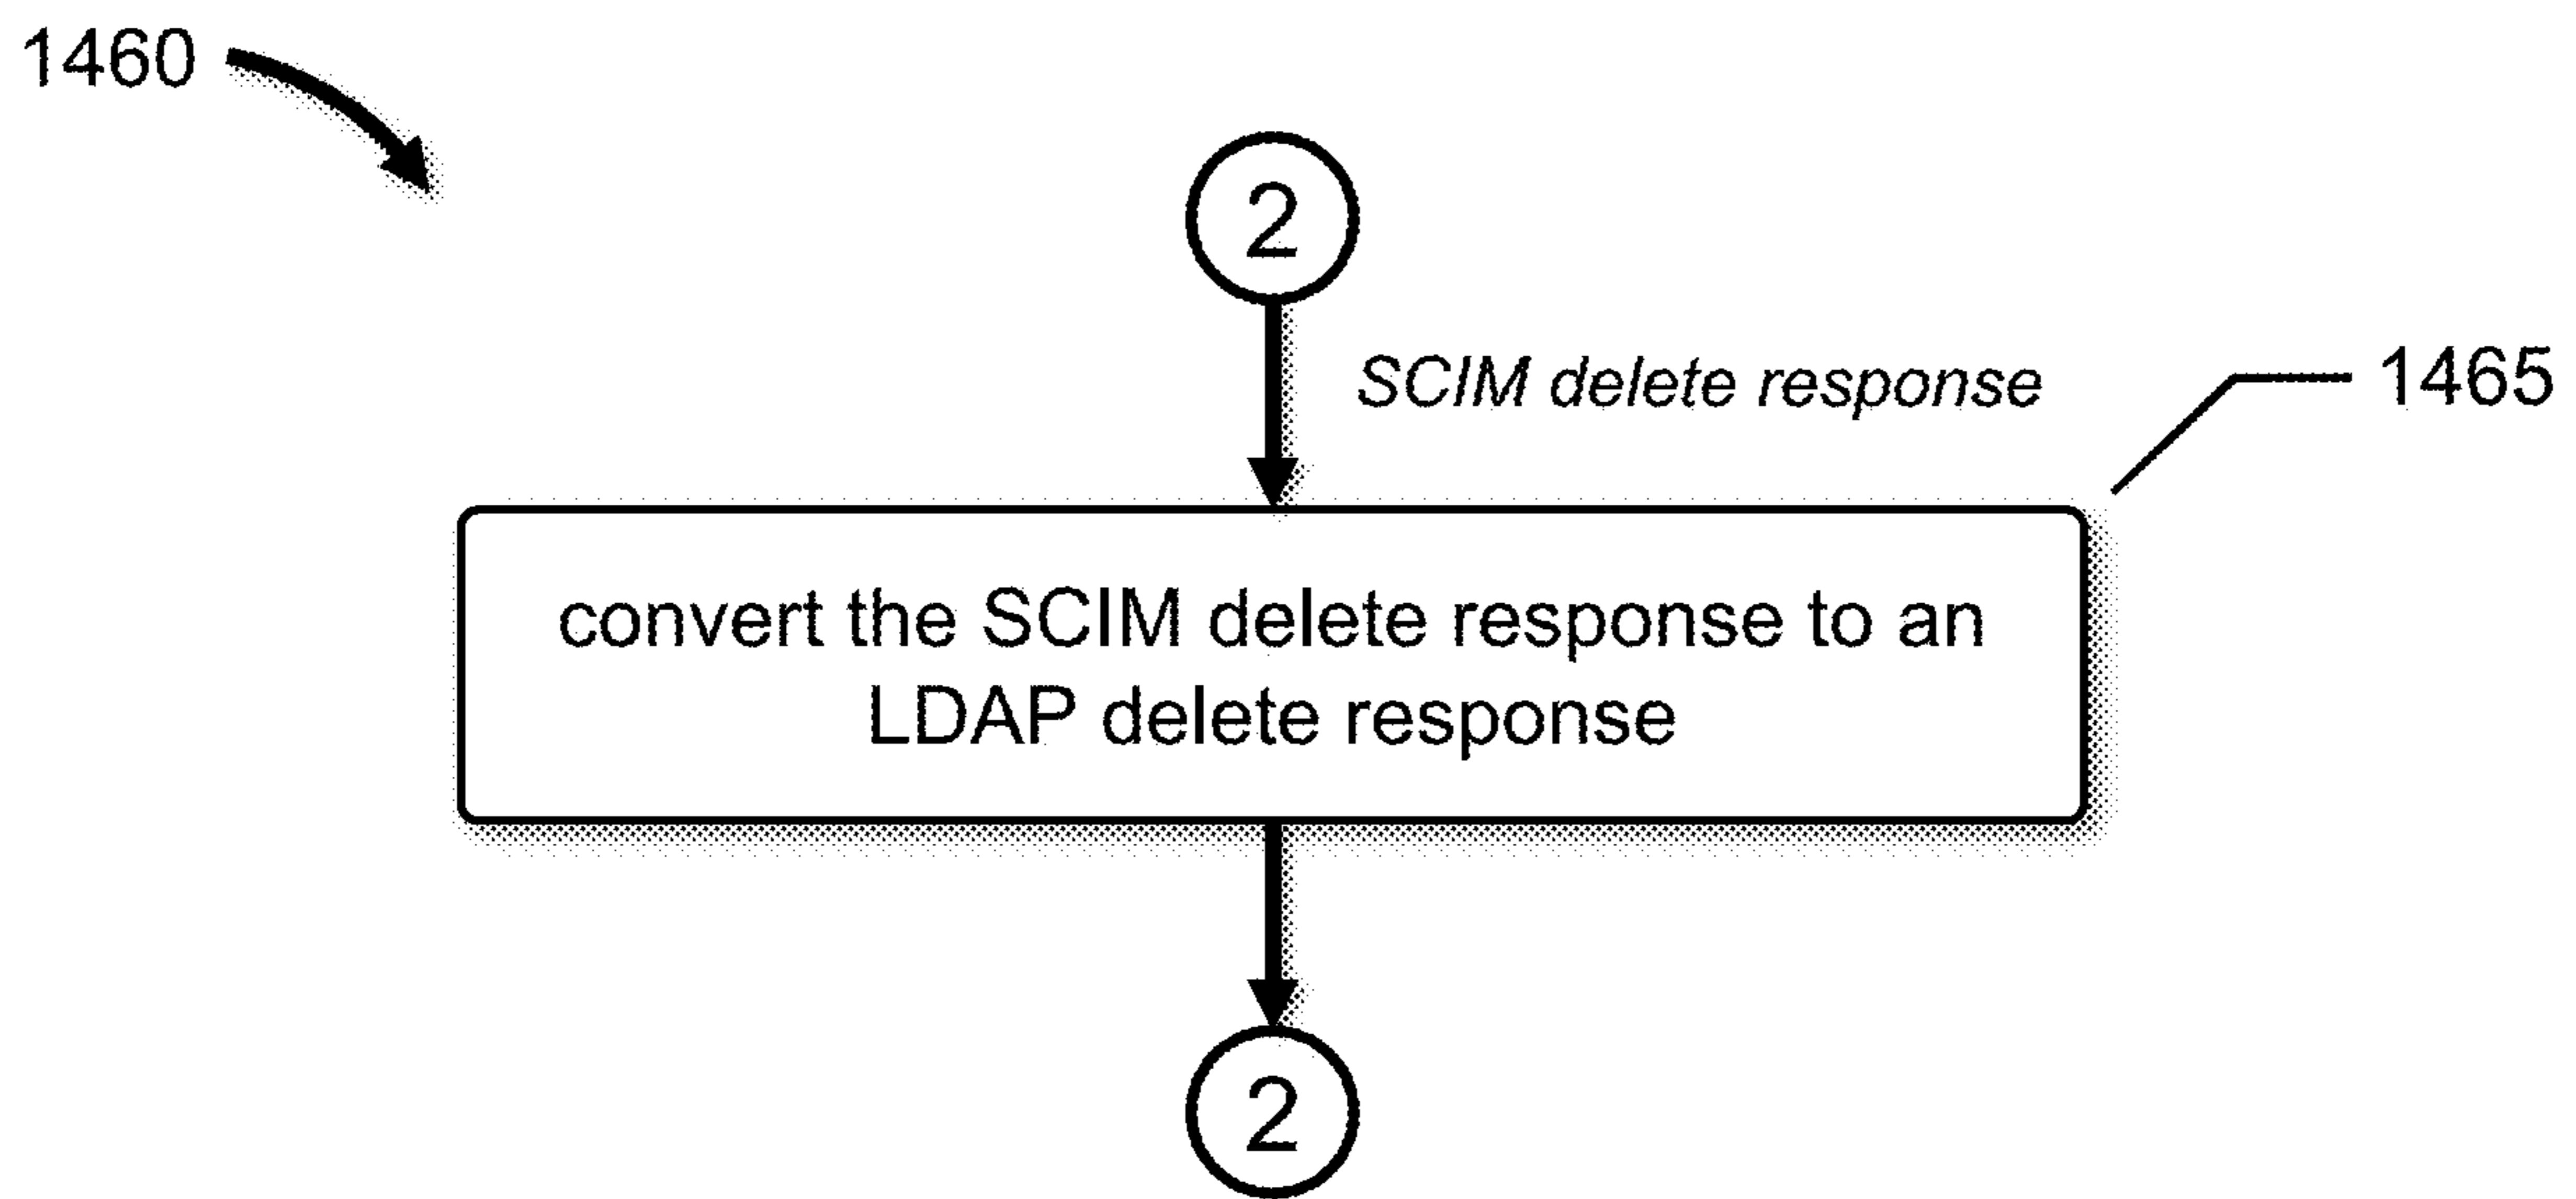 1460
2
SCIM delete response
1465
convert the SCIM delete response to an
LDAP delete response
2